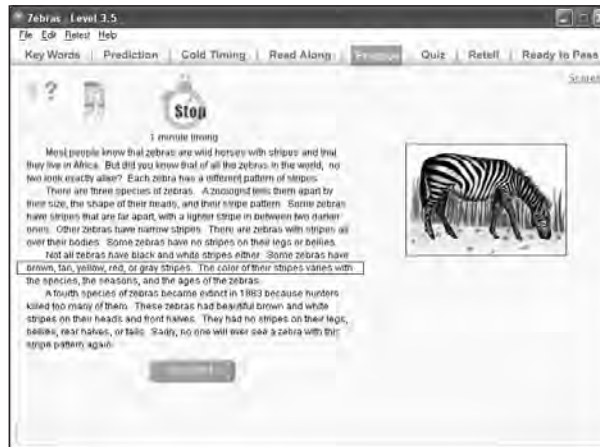 Zebras Level 3.5
File Edit Retest Help
Key Words | Prediction | Cold Timing | Read Along | Practice | Quiz | Retell | Ready to Pass
Scores
?
Stop
1 minute timing
Most people know that zebras are wild horses with stripes and that
they live in Africa. But did you know that of all the zebras in the world, no
two look exactly alike? Each zebra has a different pattern of stripes.
There are three species of zebras. A zoologist tells them apart by
their size, the shape of their heads, and their stripe pattern. Some zebras
have stripes that are far apart, with a lighter stripe in between two darker
ones. Other zebras have narrow stripes. There are zebras with stripes all
over their bodies. Some zebras have no stripes on their legs or bellies.
Not all zebras have black and white stripes either. Some zebras have
brown, tan, yellow, red, or gray stripes. The color of their stripes varies with
the species, the seasons, and the ages of the zebras.
A fourth species of zebras became extinct in 1883 because hunters
killed too many of them. These zebras had beautiful brown and white
stripes on their heads and front halves. They had no stripes on their legs,
bellies, rear halves, or tails. Sadly, no one will ever see a zebra with this
stripe pattern again.